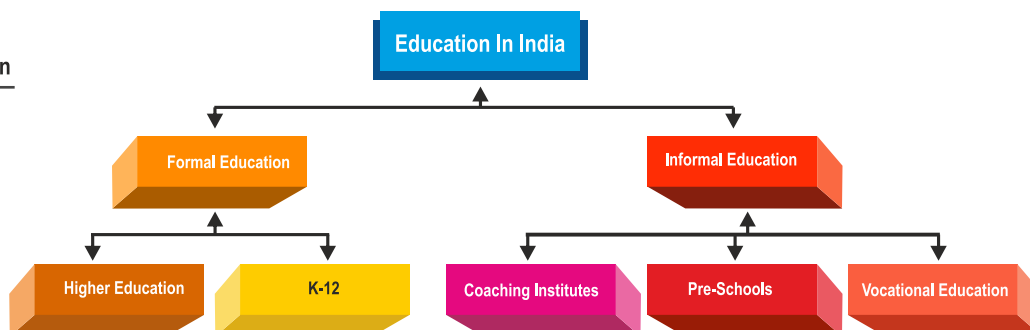 Education In India
n
Formal Education
Informal Education
Higher Education
K-12
Coaching Institutes
Pre-Schools
Vocational Education